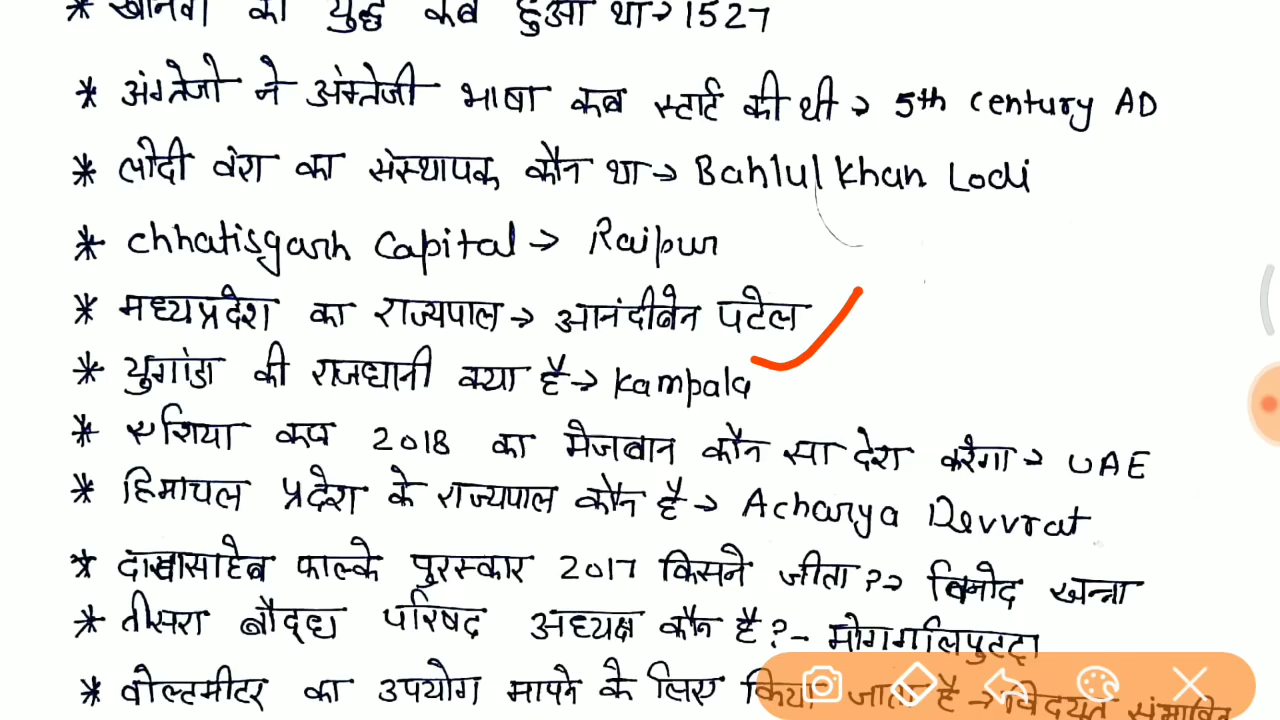 * खानवा का युद्ध कब हुआ था→ 1527
* अंग्रेजो ने अंग्रेजी भाषा कब स्टार्ट की थी → 5th Century AD
* लोदी वंश का संस्थापक कौन था→ Bahlul Khan Lodi
* Chhatisgarh Capital → Raipur
* मध्यप्रदेश का राज्यपाल→ आनंदीबेन पटेल
* युगांडा की राजधानी क्या है→ Kampala
* एशिया कप 2018 का मेजबान कौन सा देश करेगा→ UAE
* हिमाचल प्रदेश के राज्यपाल कौन है→ Acharya Devvrat
* दादासाहेब फाल्के पुरस्कार 2017 किसने जीता?→ विनोद खन्ना
* तीसरा बौद्ध परिषद अध्यक्ष कौन है?- मोगगलिपुट्टा
* वोल्टमीटर का उपयोग मापने के लिए किया जाता है→